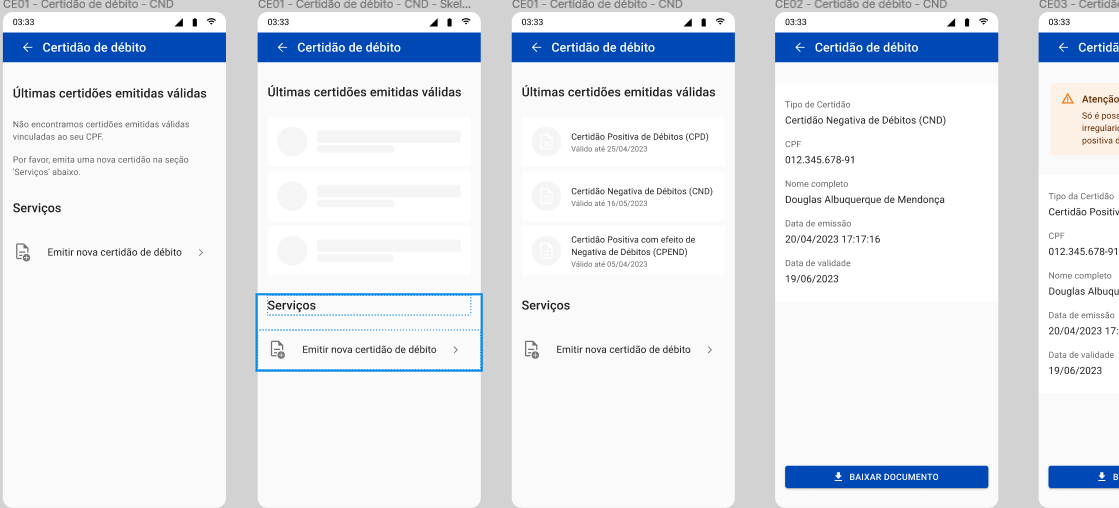 CE01 - Certidão de débito - CND
03:33
Certidão de débito
Últimas certidões emitidas válidas
Não encontramos certidões emitidas válidas
vinculadas ao seu CPF.
Por favor, emita uma nova certidão na seção
'Serviços' abaixo.
Serviços
Emitir nova certidão de débito
CE01 - Certidão de débito - CND - Skel...
03:33
Certidão de débito
Últimas certidões emitidas válidas
Serviços
Emitir nova certidão de débito
CE01 - Certidão de débito - CND
03:33
Certidão de débito
Últimas certidões emitidas válidas
Certidão Positiva de Débitos (CPD)
Válido até 25/04/2023
Certidão Negativa de Débitos (CND)
Válido até 16/05/2023
Certidão Positiva com efeito de
Negativa de Débitos (CPEND)
Válido até 05/04/2023
Serviços
Emitir nova certidão de débito
CE02 - Certidão de débito - CND
03:33
Certidão de débito
Tipo de Certidão
Certidão Negativa de Débitos (CND)
CPF
012.345.678-91
Nome completo
Douglas Albuquerque de Mendonça
Data de emissão
20/04/2023 17:17:16
Data de validade
19/06/2023
BAIXAR DOCUMENTO
CE03 - Certidã
03:33
Certidã
Atenção
Só é poss
irregulari
positiva d
Tipo da Certidão
Certidão Positiv
CPF
012.345.678-91
Nome completo
Douglas Albuqu
Data de emissão
20/04/2023 17:
Data de validade
19/06/2023
B